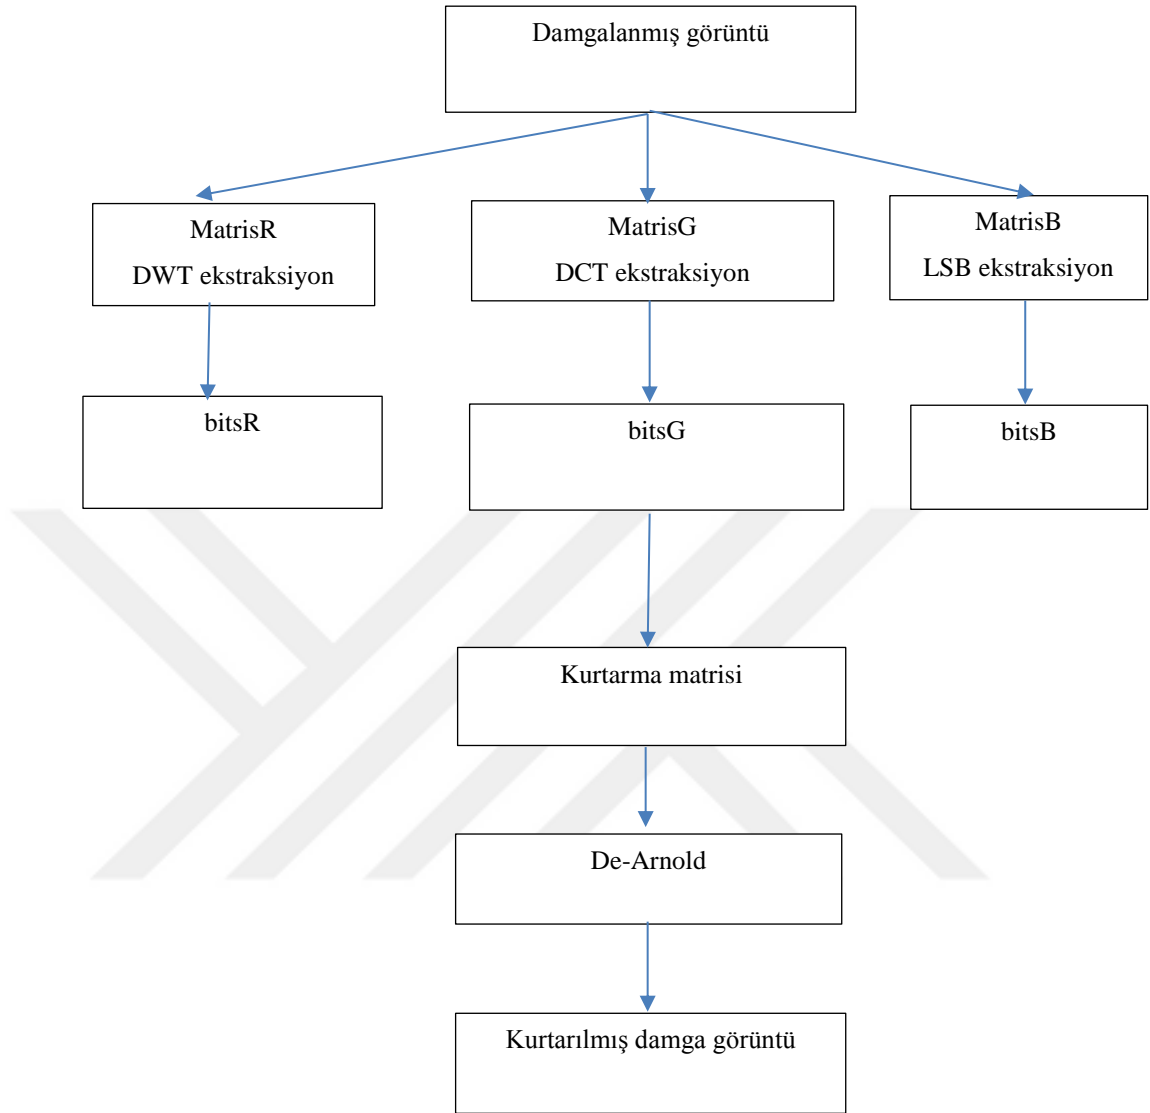 Damgalanmış görüntü
MatrisR
DWT ekstraksiyon
MatrisG
DCT ekstraksiyon
MatrisB
LSB ekstraksiyon
bitsR
bitsG
bitsB
Kurtarma matrisi
De-Arnold
Kurtarılmış damga görüntü